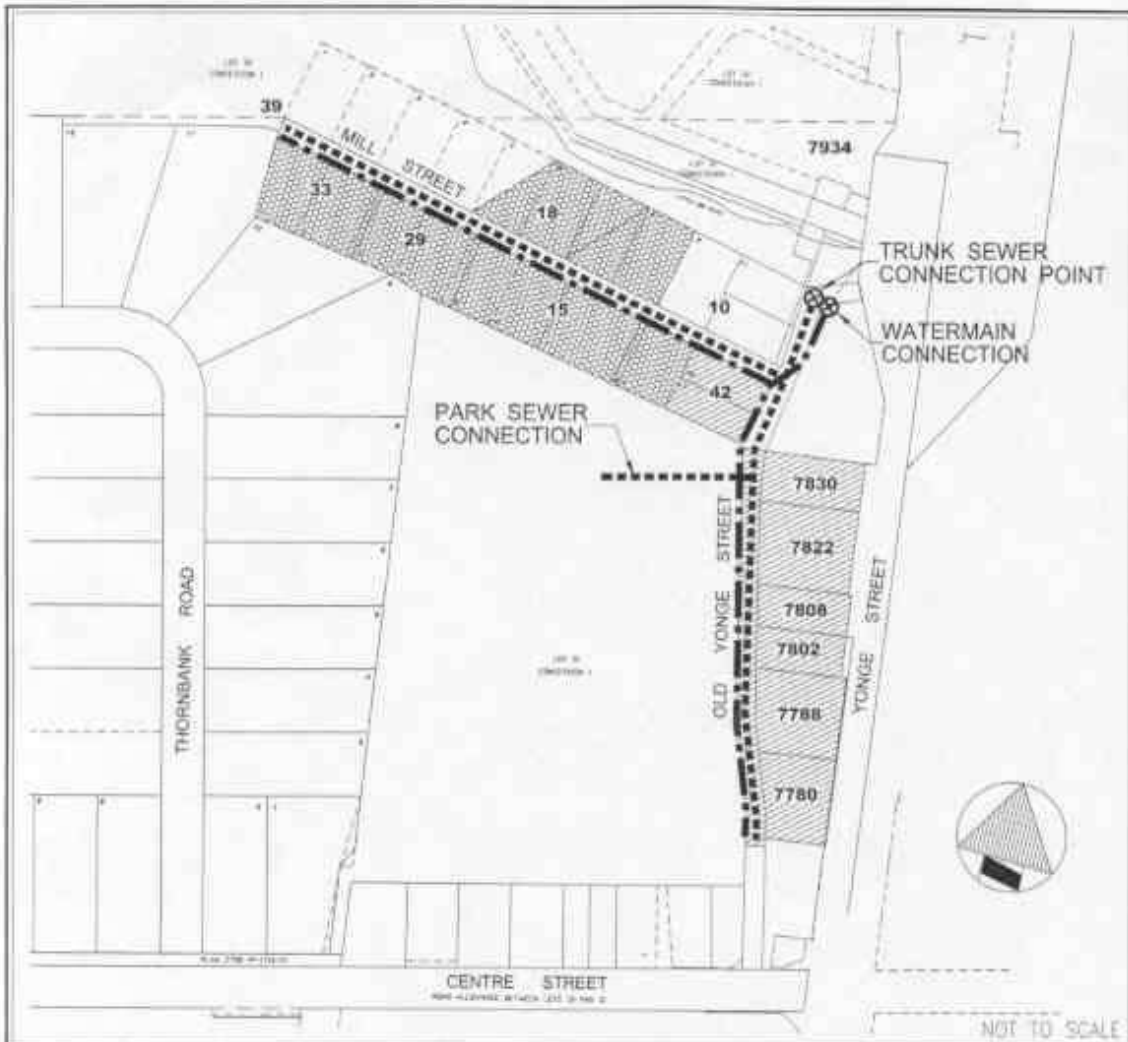 39
MILL STREET
7934
33
18
29
15
10
42
TRUNK SEWER
CONNECTION POINT
WATERMAIN
CONNECTION
PARK SEWER
CONNECTION
7830
7822
7808
7802
7788
7780
OLD YONGE STREET
YONGE STREET
THORNBANK ROAD
CENTRE STREET
NOT TO SCALE